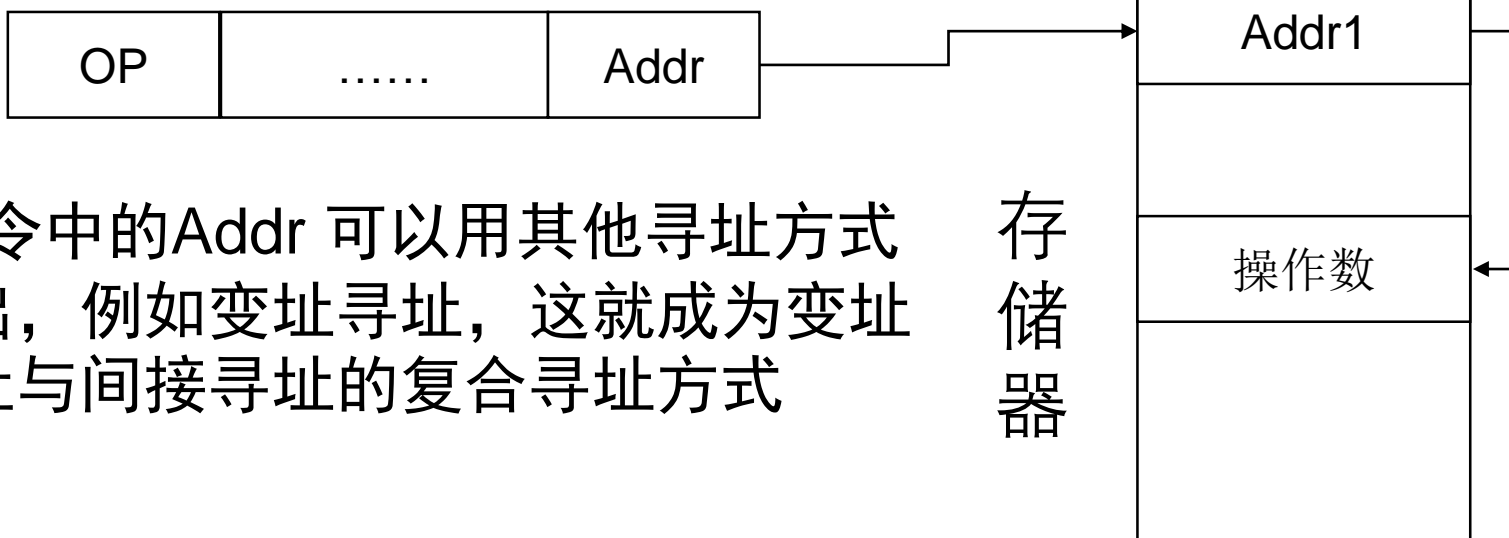 OP
……
Addr
Addr1
令中的Addr 可以用其他寻址方式
，例如变址寻址，这就成为变址
与间接寻址的复合寻址方式
存
储
器
操作数